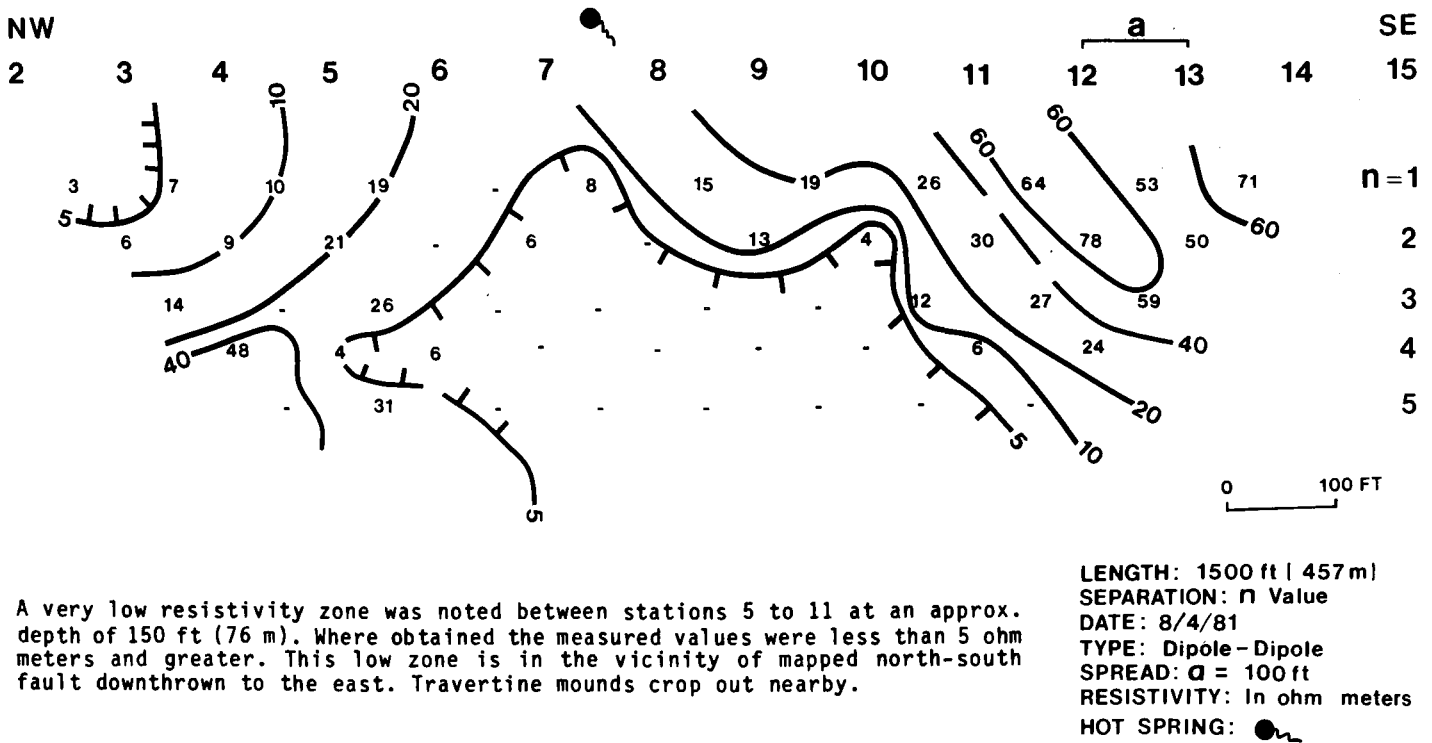 NW a SE
2 3 4 5 6 7 8 9 10 11 12 13 14 15
10 20 60 60
3 7 10 19 - 8 15 19 26 64 53 71 n=1
5 60
6 9 21 - 6 - 13 4 30 78 50 2
14 - 26 - - - - 12 27 59 3
40 48 4 6 - - - - 6 24 40 4
- 31 - - - - - - 20 5
5 10
0 100 FT
5
LENGTH: 1500 ft ( 457 m)
A very low resistivity zone was noted between stations 5 to 11 at an approx.
SEPARATION: n Value
depth of 150 ft (76 m). Where obtained the measured values were less than 5 ohm
DATE: 8/4/81
meters and greater. This low zone is in the vicinity of mapped north-south
TYPE: Dipole-Dipole
fault downthrown to the east. Travertine mounds crop out nearby.
SPREAD: a = 100 ft
RESISTIVITY: In ohm meters
HOT SPRING: